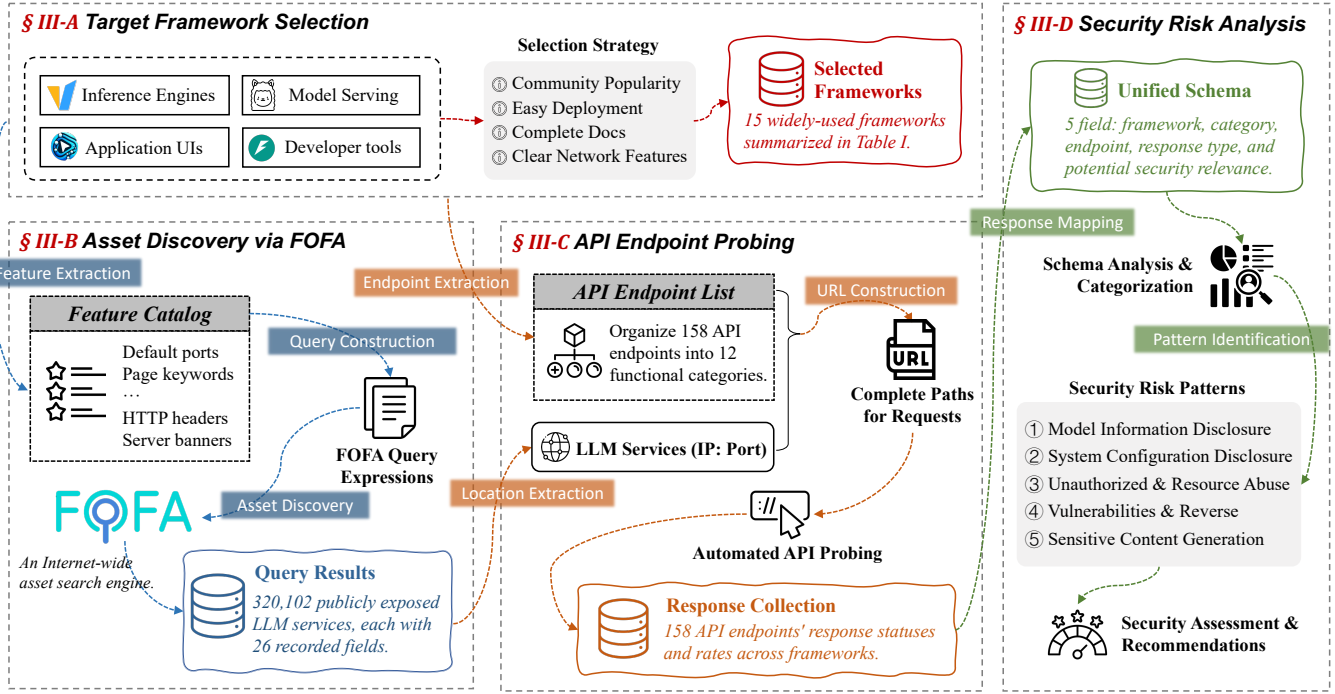 § III-A Target Framework Selection
Inference Engines
Model Serving
Application UIs
Developer tools
Selection Strategy
ⓘ Community Popularity
ⓘ Easy Deployment
ⓘ Complete Docs
ⓘ Clear Network Features
Selected
Frameworks
15 widely-used frameworks
summarized in Table I.
§ III-B Asset Discovery via FOFA
Feature Extraction
Feature Catalog
Default ports
Page keywords
…
HTTP headers
Server banners
Query Construction
FOFA Query
Expressions
Asset Discovery
FOFA
An Internet-wide
asset search engine.
Query Results
320,102 publicly exposed
LLM services, each with
26 recorded fields.
§ III-C API Endpoint Probing
Endpoint Extraction
API Endpoint List
Organize 158 API
endpoints into 12
functional categories.
LLM Services (IP: Port)
Location Extraction
URL Construction
URL
Complete Paths
for Requests
://
Automated API Probing
Response Collection
158 API endpoints' response statuses
and rates across frameworks.
Response Mapping
§ III-D Security Risk Analysis
Unified Schema
5 field: framework, category,
endpoint, response type, and
potential security relevance.
Schema Analysis &
Categorization
Pattern Identification
Security Risk Patterns
① Model Information Disclosure
② System Configuration Disclosure
③ Unauthorized & Resource Abuse
④ Vulnerabilities & Reverse
⑤ Sensitive Content Generation
Security Assessment &
Recommendations